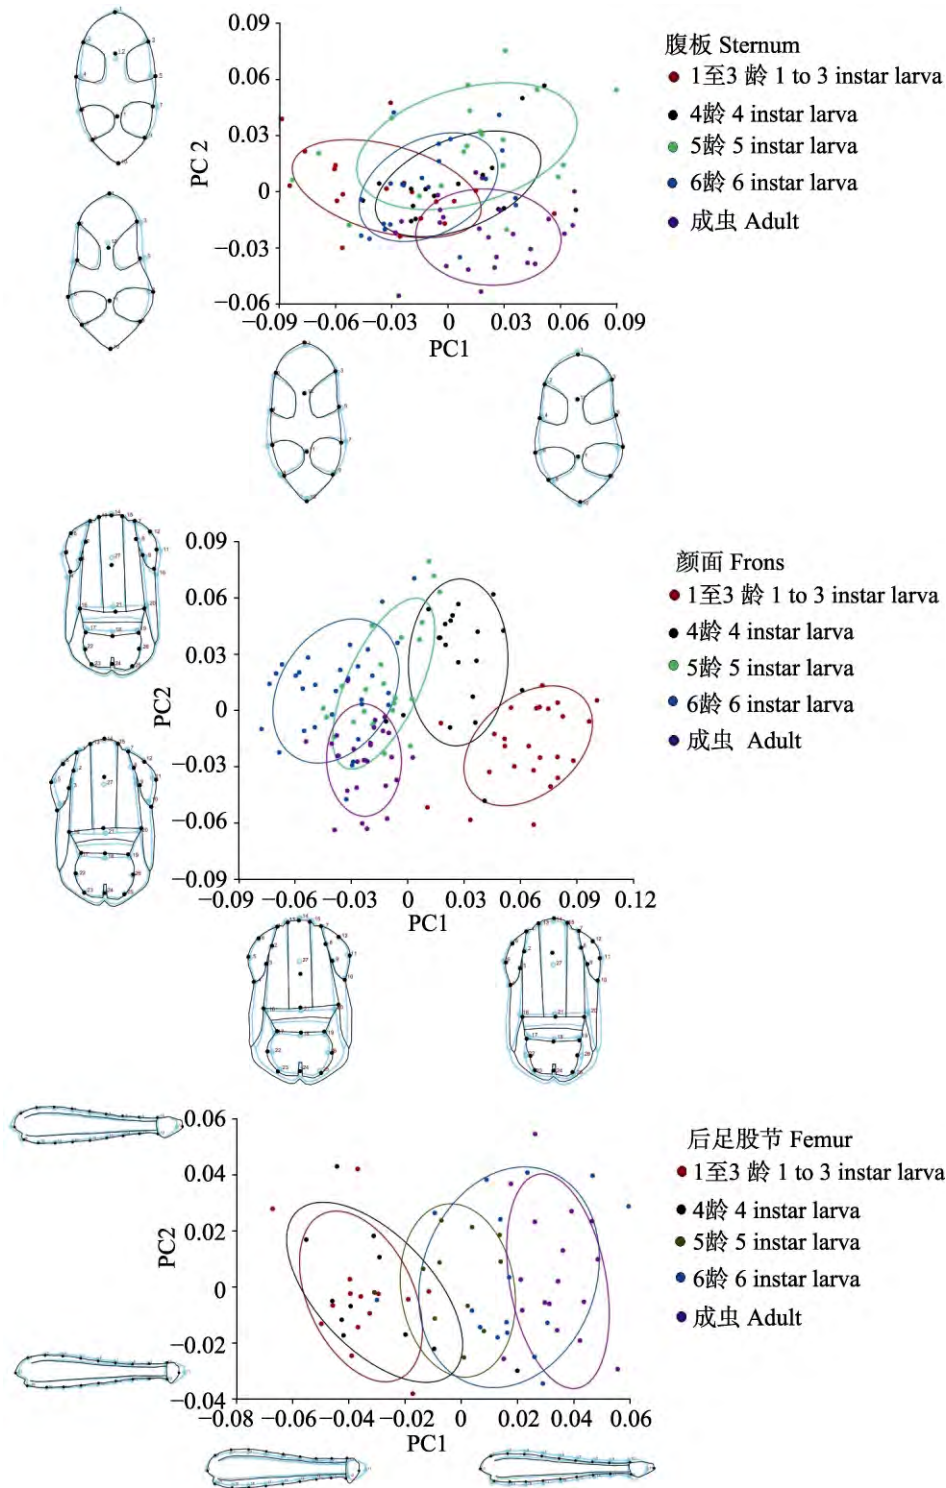 0.09
0.06
0.03
0
−0.03
−0.06
PC 2
−0.09 −0.06 −0.03 0 0.03 0.06 0.09
PC1
腹板 Sternum
1至3 龄 1 to 3 instar larva
4龄 4 instar larva
5龄 5 instar larva
6龄 6 instar larva
成虫 Adult
0.09
0.06
0.03
0
−0.03
−0.06
−0.09
PC2
−0.09 −0.06 −0.03 0 0.03 0.06 0.09 0.12
PC1
颜面 Frons
1至3 龄 1 to 3 instar larva
4龄 4 instar larva
5龄 5 instar larva
6龄 6 instar larva
成虫 Adult
0.06
0.04
0.02
0
−0.02
−0.04
PC2
−0.08 −0.06 −0.04 −0.02 0 0.02 0.04 0.06
PC1
后足股节 Femur
1至3 龄 1 to 3 instar larva
4龄 4 instar larva
5龄 5 instar larva
6龄 6 instar larva
成虫 Adult